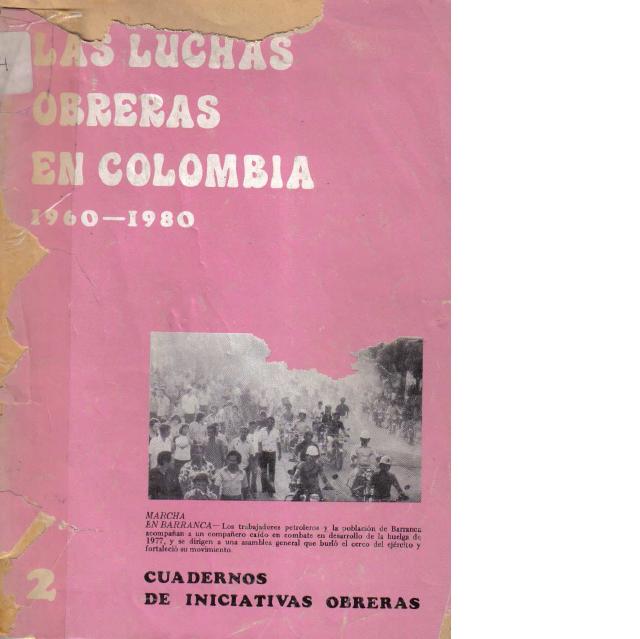 LAS LUCHAS
OBRERAS
EN COLOMBIA
1960-1980
MARCHA
EN BARRANCA— Los trabajadores petroleros y la población de Barranca
acompañan a un compañero caído en combate en desarrollo de la huelga de
1977, y se dirigen a una asamblea general que burló el cerco del ejército y
fortaleció su movimiento.
2
CUADERNOS
DE INICIATIVAS OBRERAS